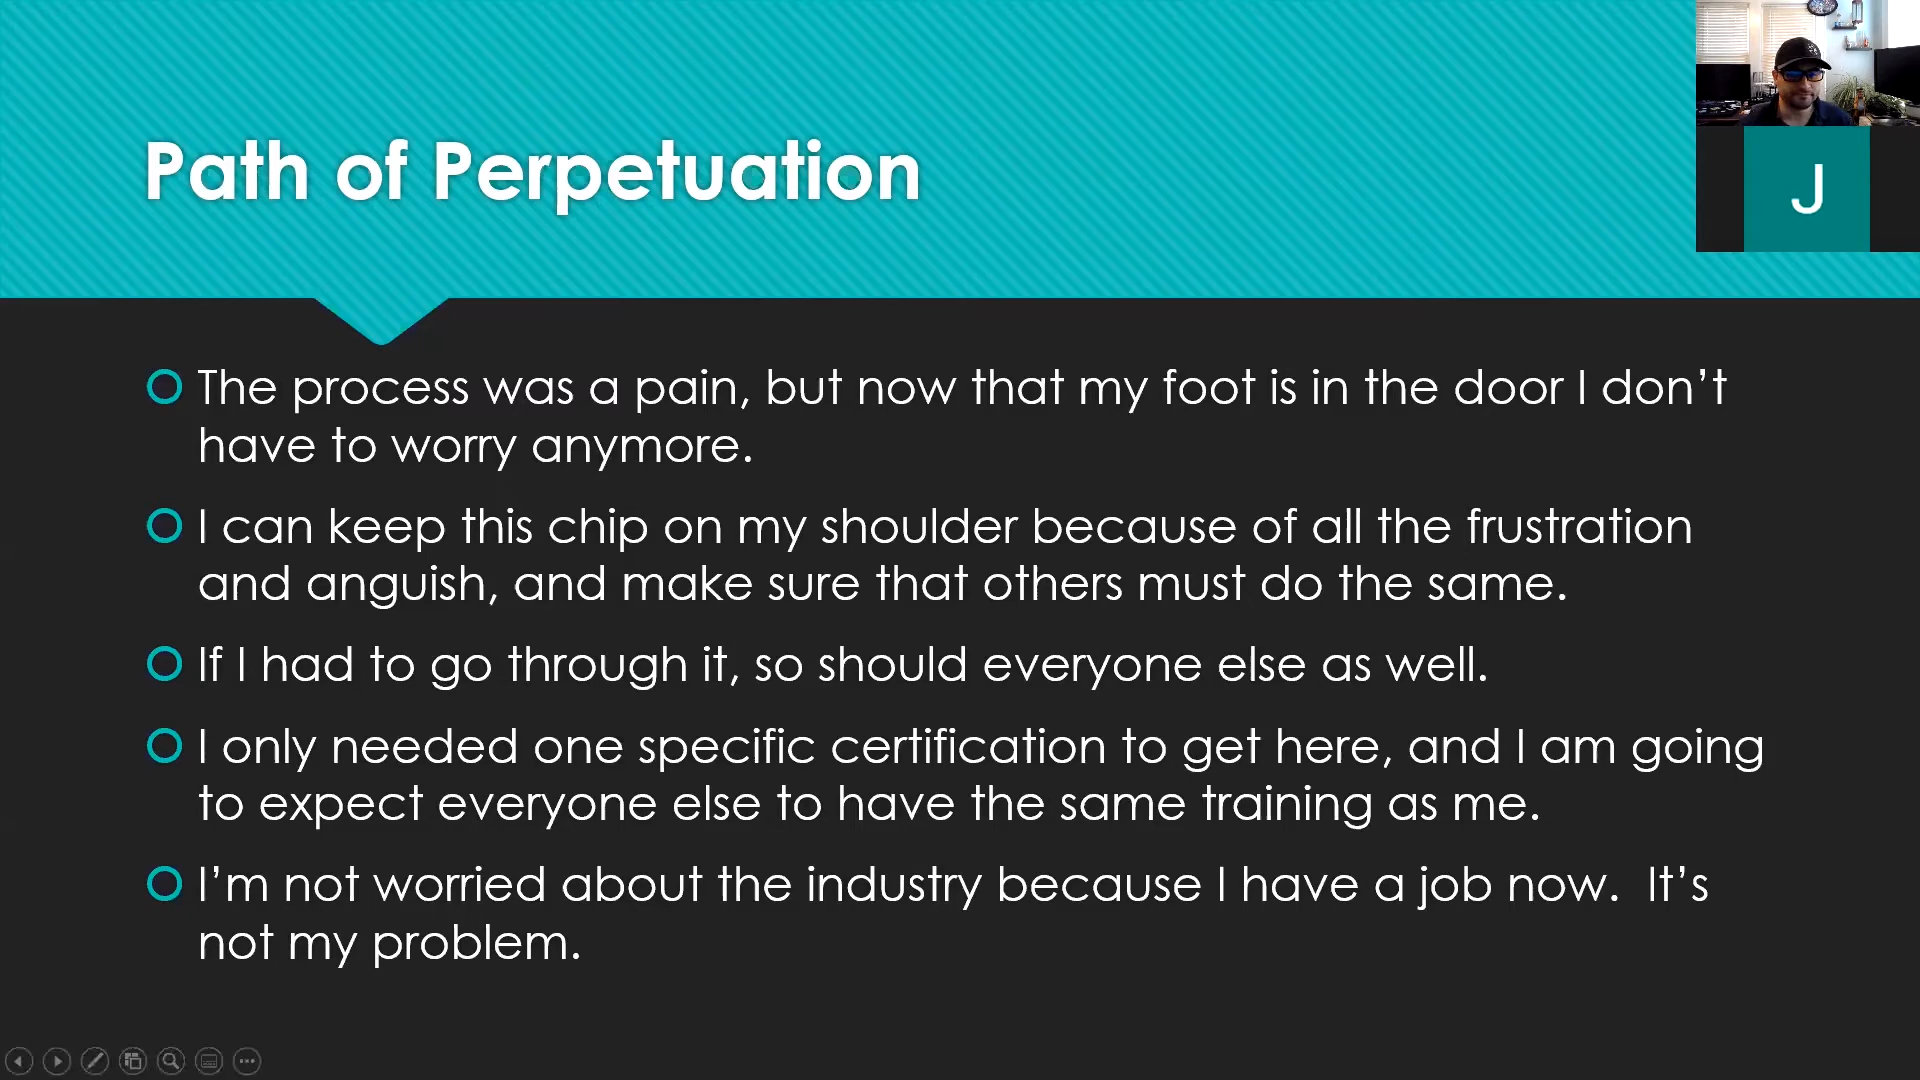 Path of Perpetuation
J
The process was a pain, but now that my foot is in the door I don’t
have to worry anymore.
I can keep this chip on my shoulder because of all the frustration
and anguish, and make sure that others must do the same.
If I had to go through it, so should everyone else as well.
I only needed one specific certification to get here, and I am going
to expect everyone else to have the same training as me.
I’m not worried about the industry because I have a job now.  It’s
not my problem.